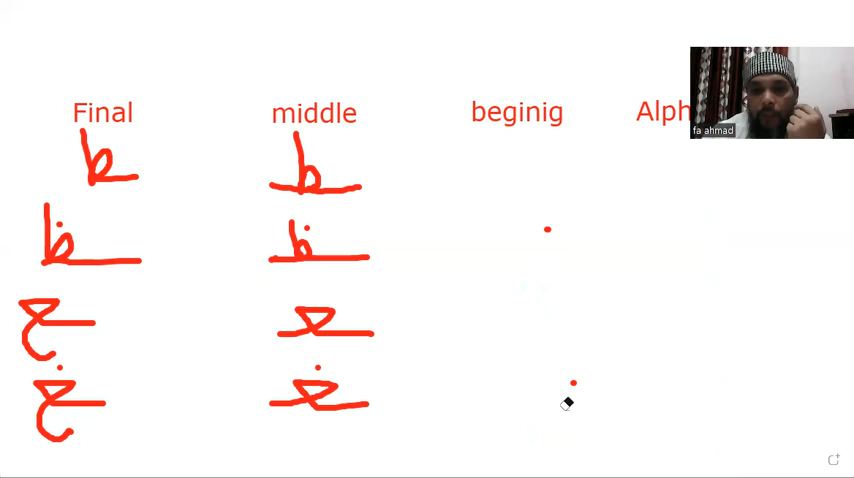 Final middle beginig Alph
fa ahmad
ـطـ ـط
ـظـ ـظ
ـعـ ـع
ـغـ ـغ